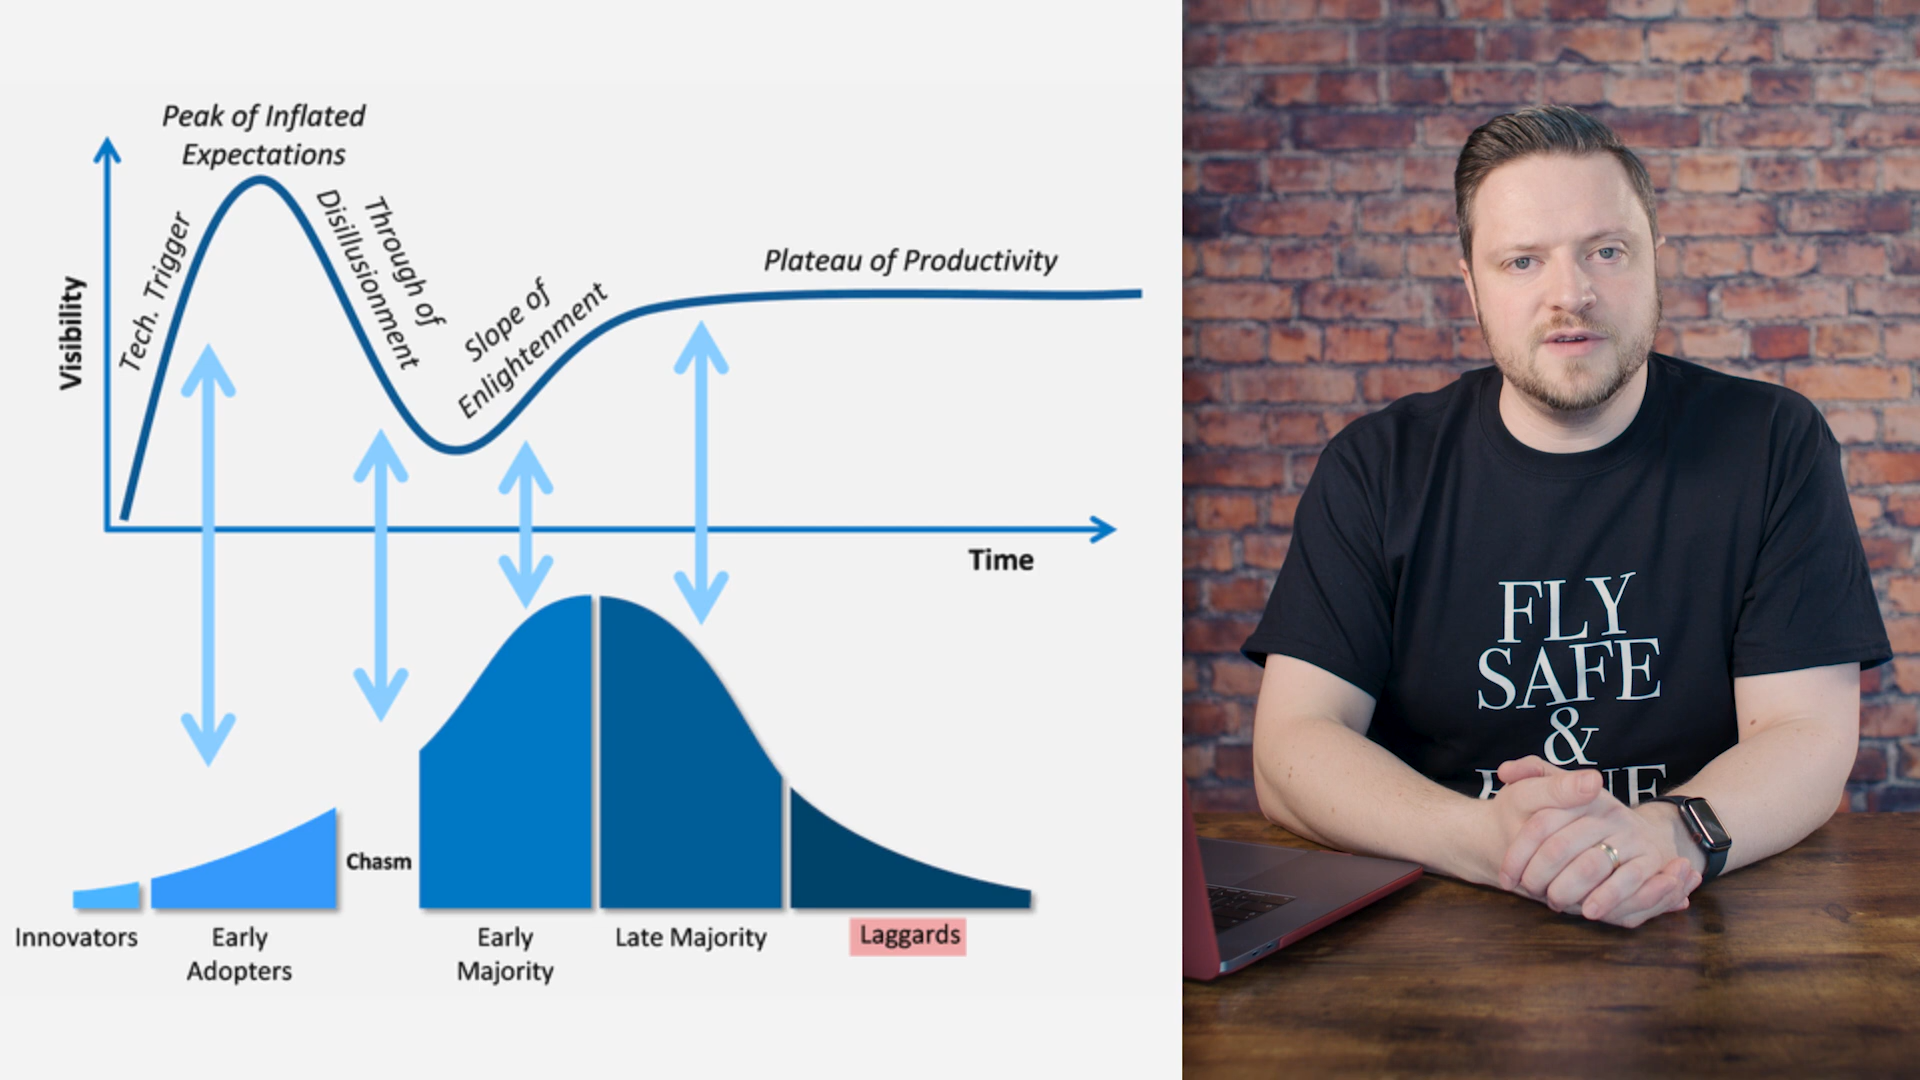 Peak of Inflated
Expectations
Tech. Trigger
Through of
Disillusionment
Slope of
Enlightenment
Plateau of Productivity
Visibility
Time
Chasm
Innovators
Early
Adopters
Early
Majority
Late Majority
Laggards
FLY
SAFE
&